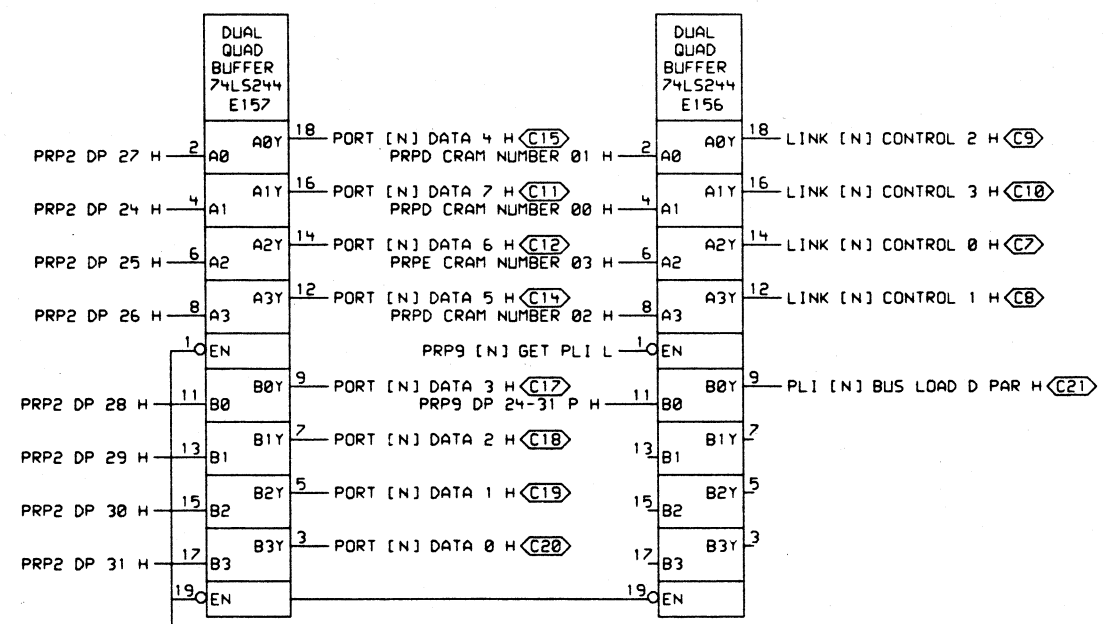 DUAL
QUAD
BUFFER
74LS244
E157
2 A0 A0Y 18
PRP2 DP 27 H
PORT [N] DATA 4 H C15
4 A1 A1Y 16
PRP2 DP 24 H
PORT [N] DATA 7 H C11
6 A2 A2Y 14
PRP2 DP 25 H
PORT [N] DATA 6 H C12
8 A3 A3Y 12
PRP2 DP 26 H
PORT [N] DATA 5 H C14
1 EN
11 B0 B0Y 9
PRP2 DP 28 H
PORT [N] DATA 3 H C17
13 B1 B1Y 7
PRP2 DP 29 H
PORT [N] DATA 2 H C18
15 B2 B2Y 5
PRP2 DP 30 H
PORT [N] DATA 1 H C19
17 B3 B3Y 3
PRP2 DP 31 H
PORT [N] DATA 0 H C20
19 EN
DUAL
QUAD
BUFFER
74LS244
E156
2 A0 A0Y 18
PRPD CRAM NUMBER 01 H
LINK [N] CONTROL 2 H C9
4 A1 A1Y 16
PRPD CRAM NUMBER 00 H
LINK [N] CONTROL 3 H C10
6 A2 A2Y 14
PRPE CRAM NUMBER 03 H
LINK [N] CONTROL 0 H C7
8 A3 A3Y 12
PRPD CRAM NUMBER 02 H
LINK [N] CONTROL 1 H C8
PRP9 [N] GET PLI L
1 EN
11 B0 B0Y 9
PRP9 DP 24-31 P H
PLI [N] BUS LOAD D PAR H C21
13 B1 B1Y 7
15 B2 B2Y 5
17 B3 B3Y 3
19 EN